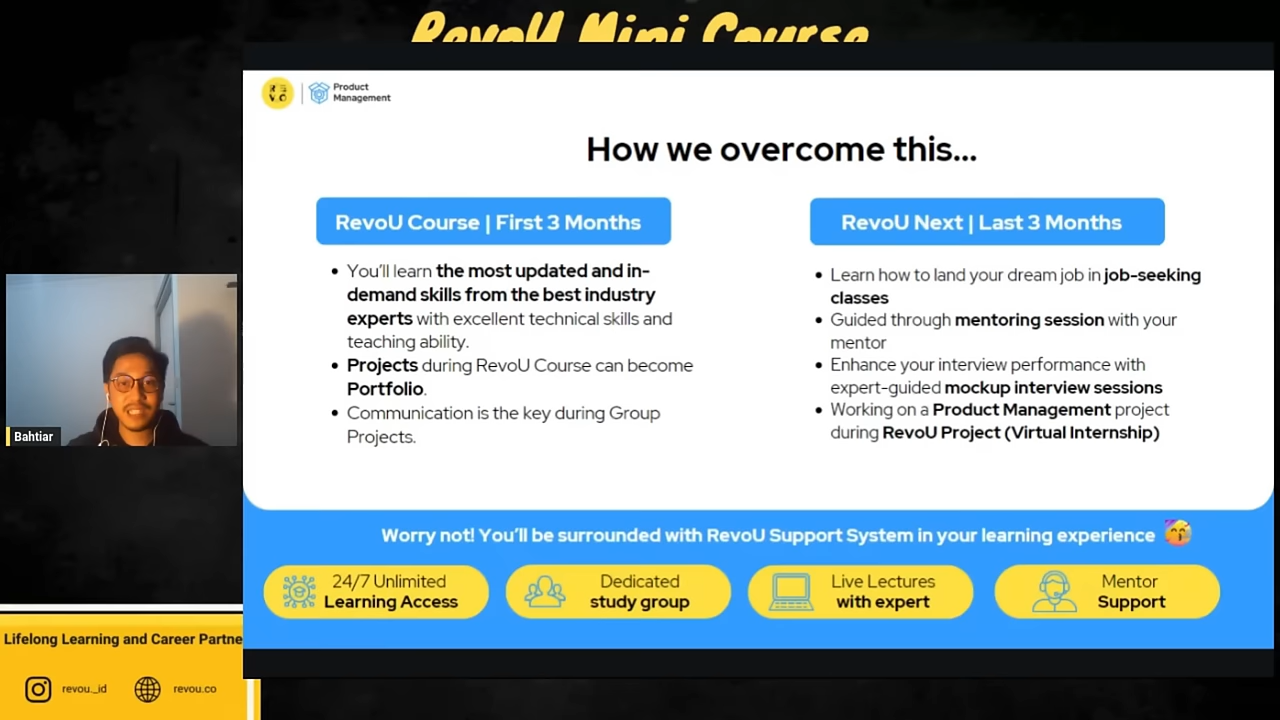 RevoU Mini Course
REVO
Product
Management
How we overcome this...
RevoU Course | First 3 Months
You'll learn the most updated and in-
demand skills from the best industry
experts with excellent technical skills and
teaching ability.
Projects during RevoU Course can become
Portfolio.
Communication is the key during Group
Projects.
RevoU Next | Last 3 Months
Learn how to land your dream job in job-seeking
classes
Guided through mentoring session with your
mentor
Enhance your interview performance with
expert-guided mockup interview sessions
Working on a Product Management project
during RevoU Project (Virtual Internship)
Bahtiar
Worry not! You'll be surrounded with RevoU Support System in your learning experience
24/7 Unlimited
Learning Access
Dedicated
study group
Live Lectures
with expert
Mentor
Support
Lifelong Learning and Career Partne
revou_id
revou.co